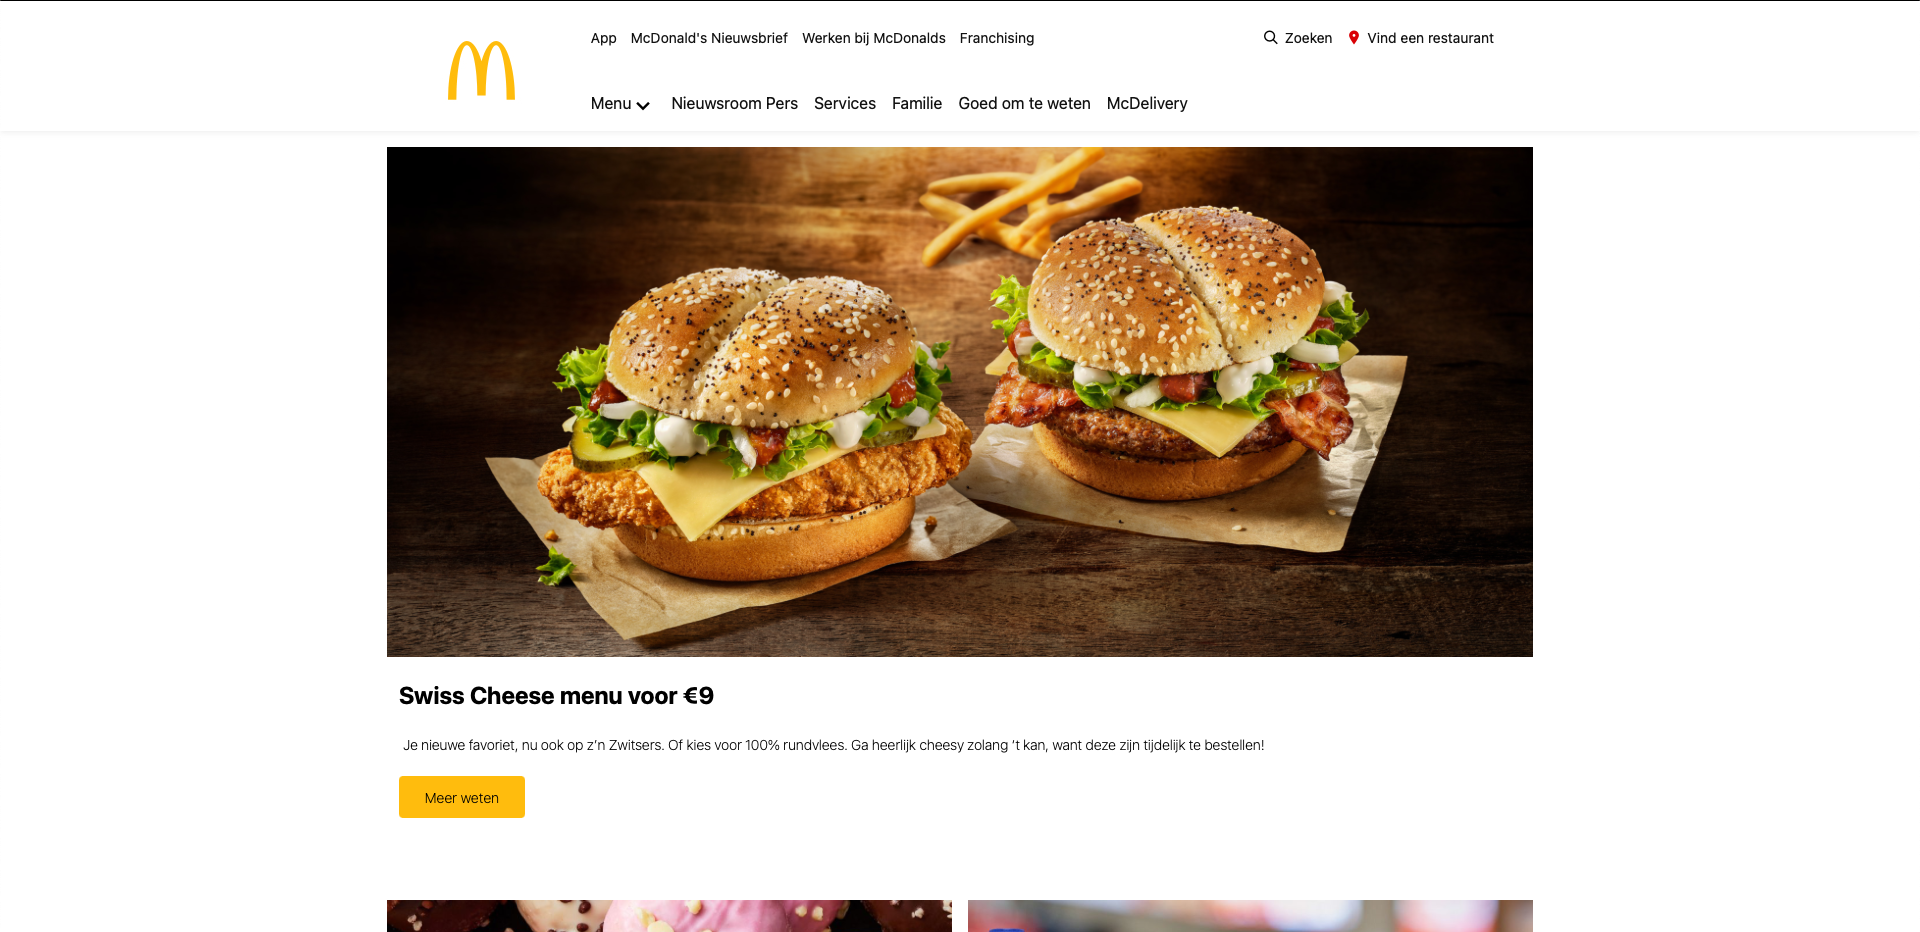 App McDonald's Nieuwsbrief Werken bij McDonalds Franchising Zoeken Vind een restaurant
Menu Nieuwsroom Pers Services Familie Goed om te weten McDelivery
Swiss Cheese menu voor €9
Je nieuwe favoriet, nu ook op z’n Zwitsers. Of kies voor 100% rundvlees. Ga heerlijk cheesy zolang ’t kan, want deze zijn tijdelijk te bestellen!
Meer weten